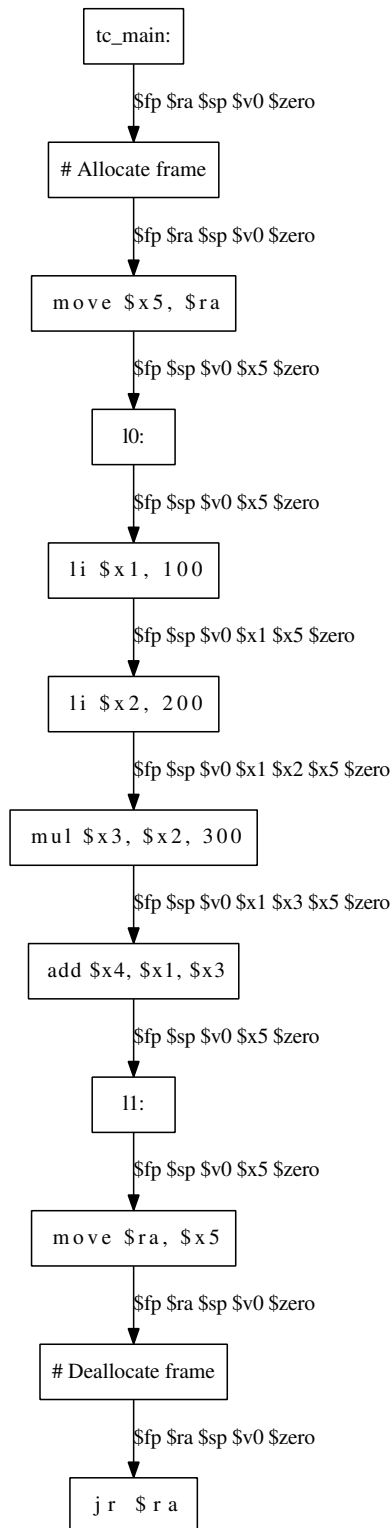 tc_main:
$fp $ra $sp $v0 $zero
# Allocate frame
$fp $ra $sp $v0 $zero
move $x5, $ra
$fp $sp $v0 $x5 $zero
l0:
$fp $sp $v0 $x5 $zero
li $x1, 100
$fp $sp $v0 $x1 $x5 $zero
li $x2, 200
$fp $sp $v0 $x1 $x2 $x5 $zero
mul $x3, $x2, 300
$fp $sp $v0 $x1 $x3 $x5 $zero
add $x4, $x1, $x3
$fp $sp $v0 $x5 $zero
l1:
$fp $sp $v0 $x5 $zero
move $ra, $x5
$fp $ra $sp $v0 $zero
# Deallocate frame
$fp $ra $sp $v0 $zero
jr $ra